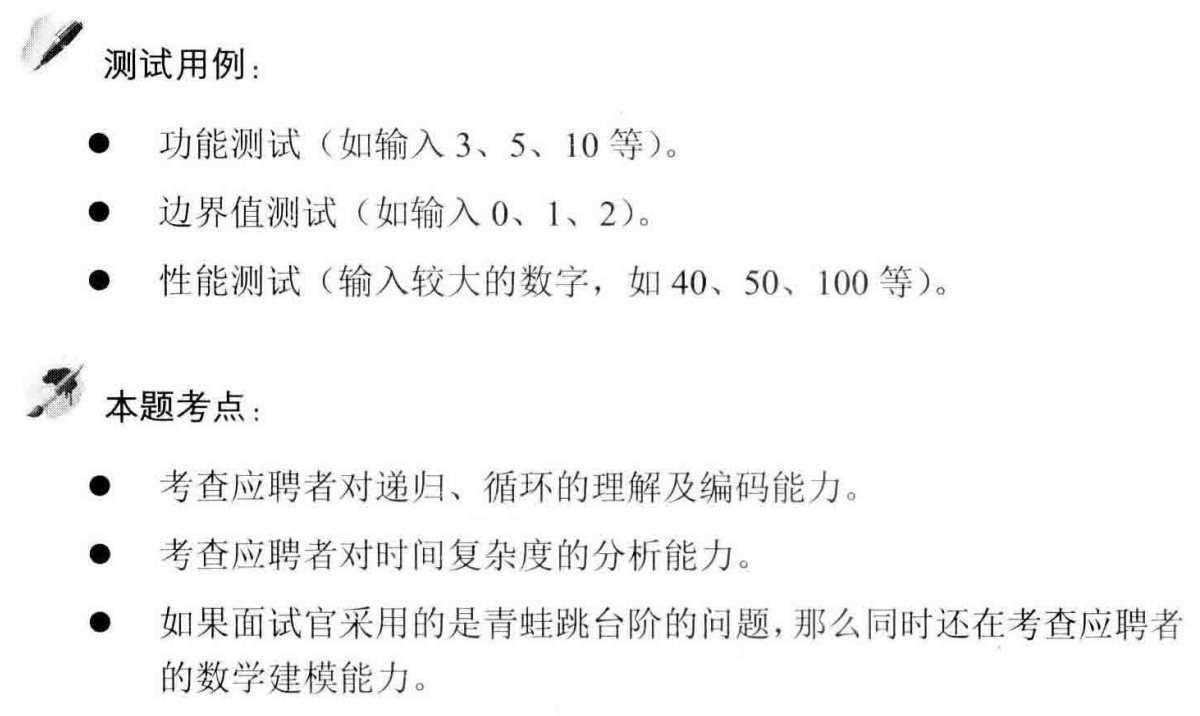 测试用例：
● 功能测试（如输入 3、5、10 等）。
● 边界值测试（如输入 0、1、2）。
● 性能测试（输入较大的数字，如 40、50、100 等）。
本题考点：
● 考查应聘者对递归、循环的理解及编码能力。
● 考查应聘者对时间复杂度的分析能力。
● 如果面试官采用的是青蛙跳台阶的问题，那么同时还在考查应聘者
的数学建模能力。